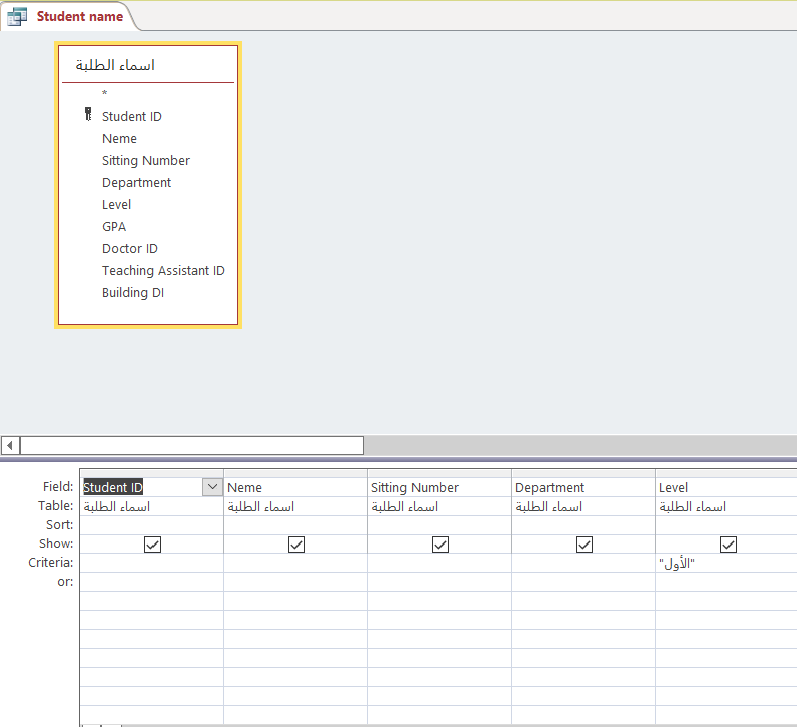 Student name
اسماء الطلبة
*
Student ID
Neme
Sitting Number
Department
Level
GPA
Doctor ID
Teaching Assistant ID
Building DI
Field: Student ID Neme Sitting Number Department Level
Table: اسماء الطلبة اسماء الطلبة اسماء الطلبة اسماء الطلبة اسماء الطلبة
Sort:
Show:
Criteria: "الأول"
or: